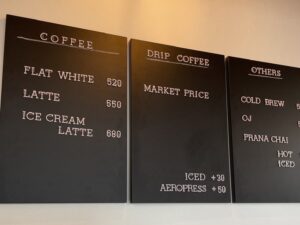 COFFEE
FLAT WHITE 520
LATTE 550
ICE CREAM
LATTE 680
DRIP COFFEE
MARKET PRICE
ICED +30
AEROPRESS +50
OTHERS
COLD BREW
OJ
PRANA CHAI
HOT
ICED